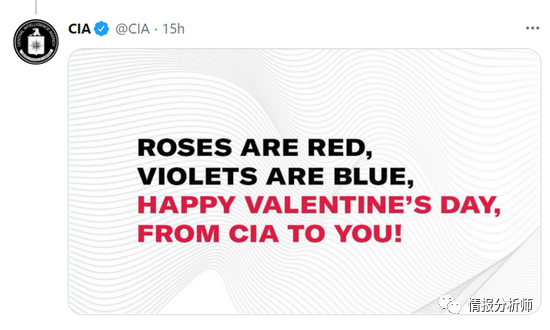 CIA @CIA · 15h
ROSES ARE RED,
VIOLETS ARE BLUE,
HAPPY VALENTINE’S DAY,
FROM CIA TO YOU!
情报分析师